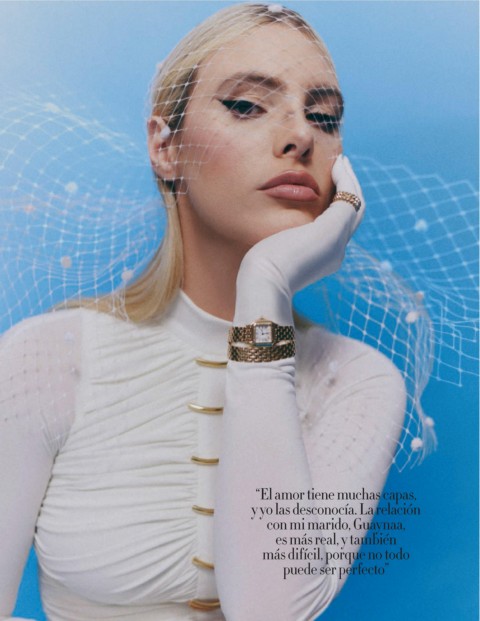 “El amor tiene muchas capas,
y yo las desconocía. La relación
con mi marido, Guaynaa,
es más real, y también
más difícil, porque no todo
puede ser perfecto”